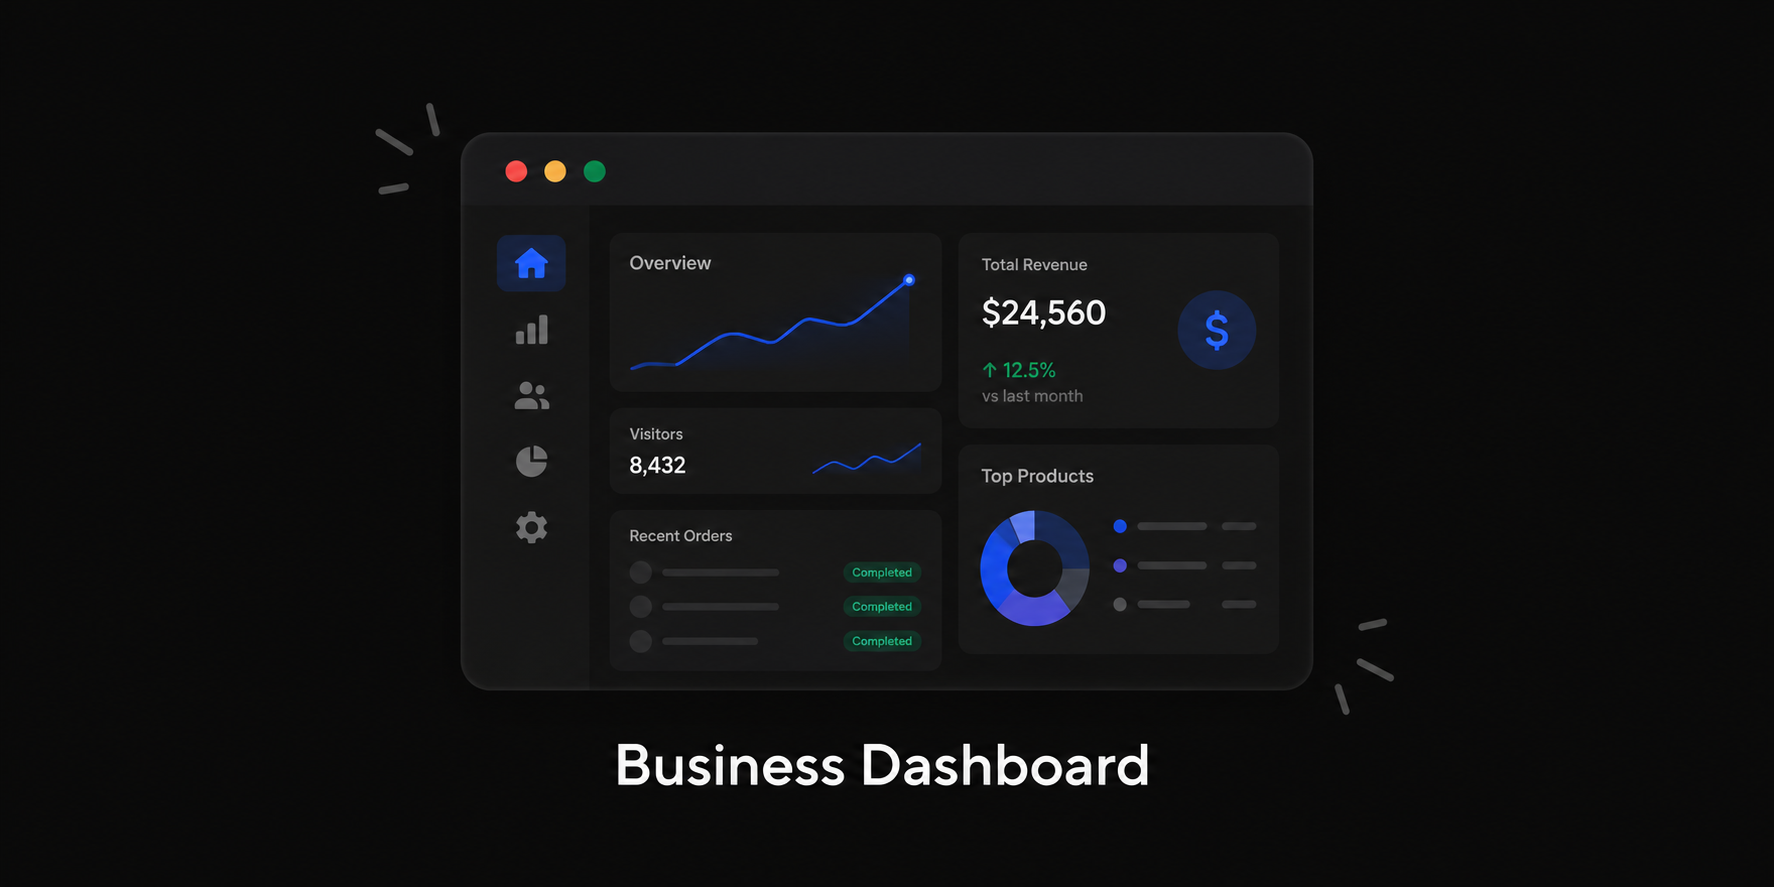 Overview
Total Revenue
$24,560
$
↑ 12.5%
vs last month
Visitors
8,432
Top Products
Recent Orders
Completed
Completed
Completed
Business Dashboard